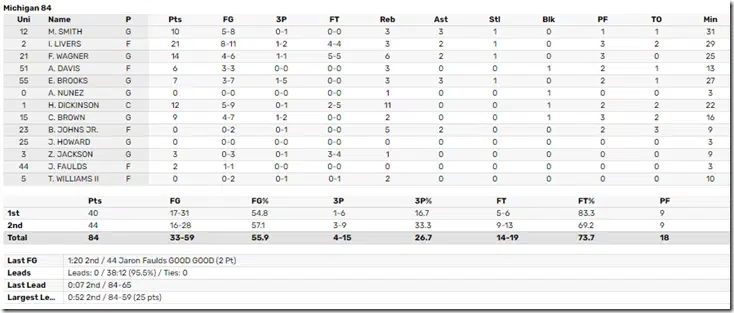 Michigan 84
Uni Name P Pts FG 3P FT Reb Ast Stl Blk PF TO Min
12 M. SMITH G 10 5-8 0-1 0-0 3 3 1 0 1 1 31
2 I. LIVERS F 21 8-11 1-2 4-4 3 2 1 0 3 2 29
21 F. WAGNER G 14 4-6 1-1 5-5 6 2 1 0 3 0 25
51 A. DAVIS F 6 3-3 0-0 0-0 3 0 1 2 1 2 13
55 E. BROOKS G 7 3-7 1-5 0-0 3 3 1 0 2 1 27
0 A. NUNEZ G 0 0-0 0-0 0-0 1 0 0 1 0 0 3
1 H. DICKINSON C 12 5-9 0-1 2-5 11 0 0 1 2 2 22
15 C. BROWN G 9 4-7 1-2 0-0 2 0 0 1 3 2 16
23 B. JOHNS JR. F 0 0-2 0-1 0-0 5 2 0 0 2 3 9
25 J. HOWARD G 0 0-0 0-0 0-0 0 0 0 0 0 0 3
3 Z. JACKSON G 3 0-3 0-1 3-4 1 0 0 0 0 0 9
44 J. FAULDS F 2 1-1 0-0 0-0 0 0 0 0 0 0 3
5 T. WILLIAMS II F 0 0-2 0-1 0-1 2 0 0 0 1 0 10
Pts FG FG% 3P 3P% FT FT% PF
1st 40 17-31 54.8 1-6 16.7 5-6 83.3 9
2nd 44 16-28 57.1 3-9 33.3 9-13 69.2 9
Total 84 33-59 55.9 4-15 26.7 14-19 73.7 18
Last FG 1:20 2nd / 44 Jaron Faulds GOOD GOOD (2 Pt)
Leads Leads: 0 / 38:12 (95.5%) / Ties: 0
Last Lead 0:07 2nd / 84-65
Largest Le... 0:52 2nd / 84-59 (25 pts)